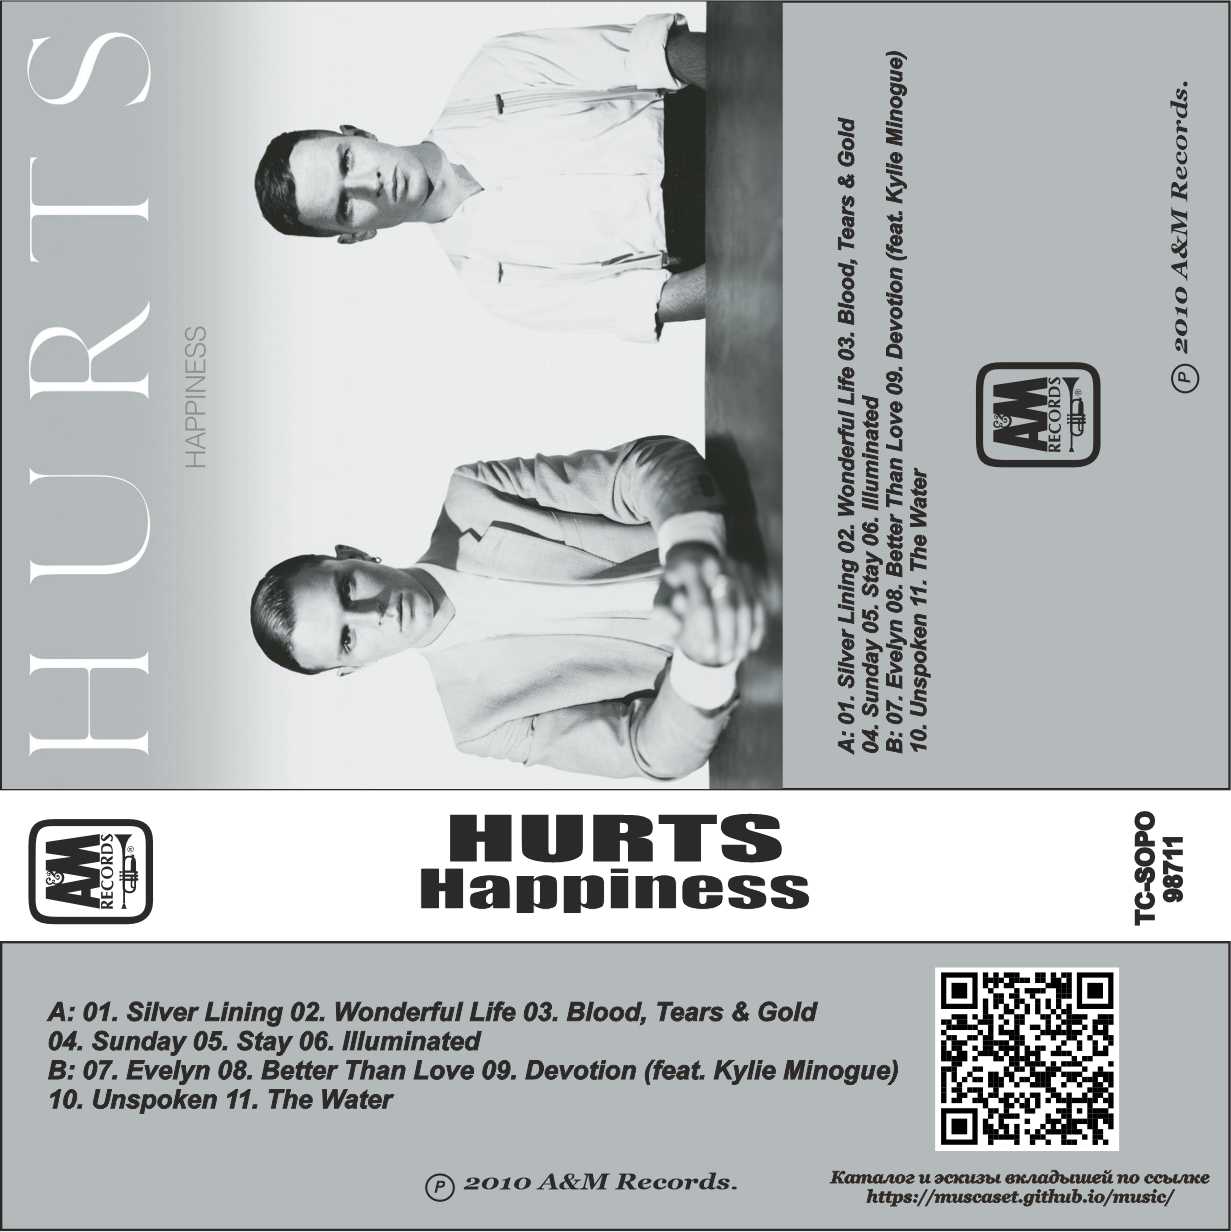 HURTS
HAPPINESS
A: 01. Silver Lining 02. Wonderful Life 03. Blood, Tears & Gold
04. Sunday 05. Stay 06. Illuminated
B: 07. Evelyn 08. Better Than Love 09. Devotion (feat. Kylie Minogue)
10. Unspoken 11. The Water
A&M
RECORDS
®
℗ 2010 A&M Records.
A&M
RECORDS
®
HURTS
Happiness
TC-SOPO
98711
A: 01. Silver Lining 02. Wonderful Life 03. Blood, Tears & Gold
04. Sunday 05. Stay 06. Illuminated
B: 07. Evelyn 08. Better Than Love 09. Devotion (feat. Kylie Minogue)
10. Unspoken 11. The Water
℗ 2010 A&M Records.
Каталог и эскизы вкладышей по ссылке
https://muscaset.github.io/music/